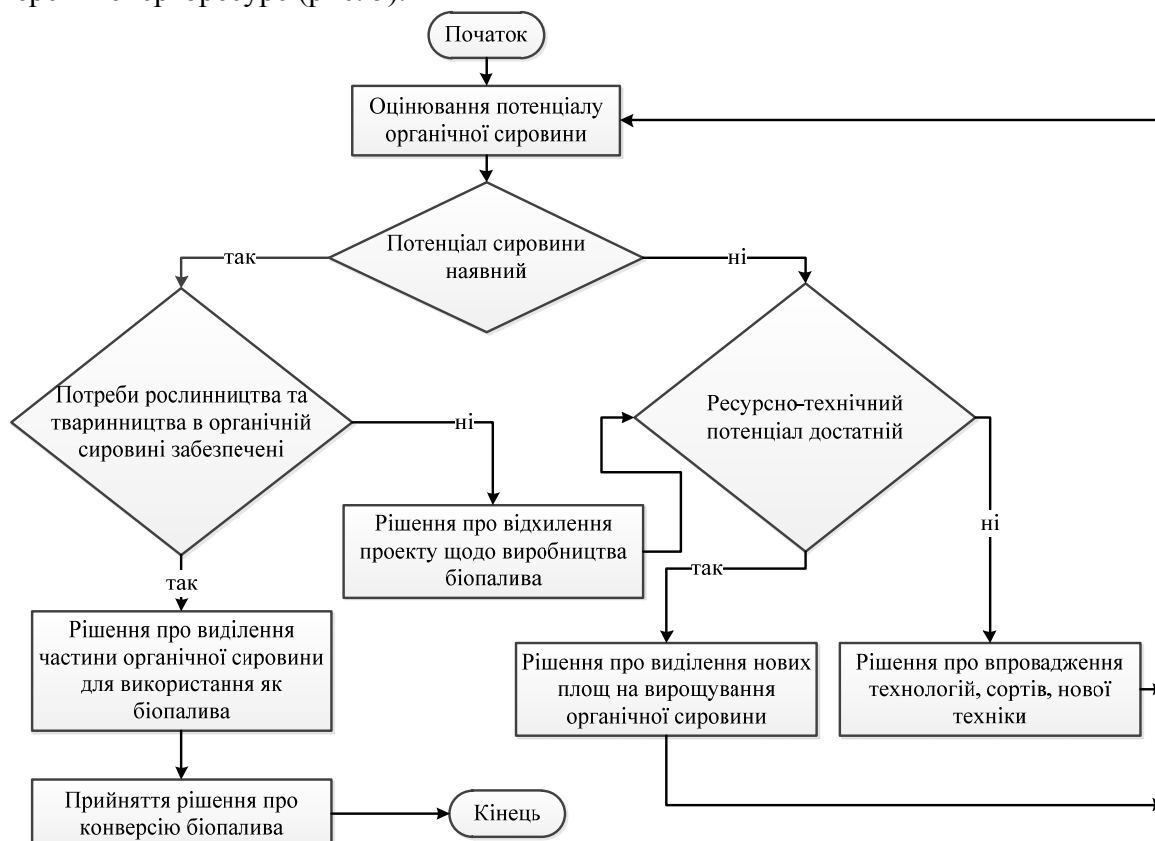 Початок
Оцінювання потенціалу
органічної сировини
Потенціал сировини
наявний
так
ні
Потреби рослинництва та
тваринництва в органічній
сировині забезпечені
ні
Ресурсно-технічний
потенціал достатній
Рішення про відхилення
проекту щодо виробництва
біопалива
ні
так
так
Рішення про виділення
частини органічної сировини
для використання як
біопалива
Рішення про виділення нових
площ на вирощування
органічної сировини
Рішення про впровадження
технологій, сортів, нової
техніки
Прийняття рішення про
конверсію біопалива
Кінець